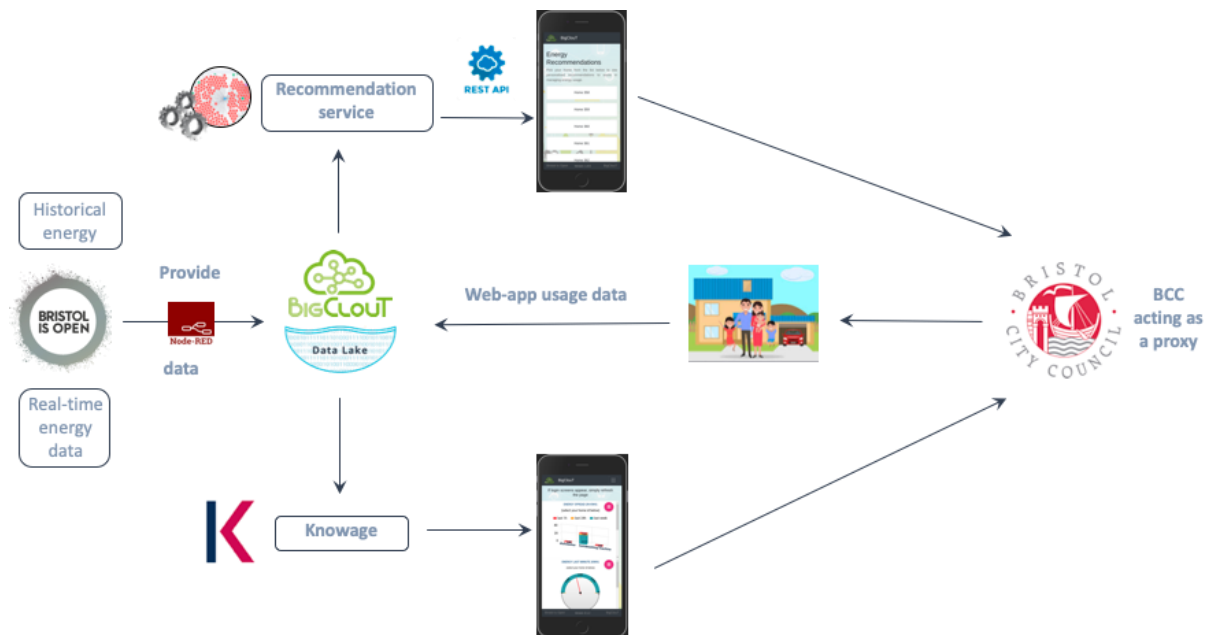 Recommendation
service
REST API
BigClouT
Energy
Recommendations
Historical
energy
BRISTOL
IS OPEN
Provide
Node-RED
data
BIGCLOUT
Data Lake
Web-app usage data
BRISTOL
CITY COUNCIL
BCC
acting as
a proxy
Real-time
energy
data
Knowage
BigClouT